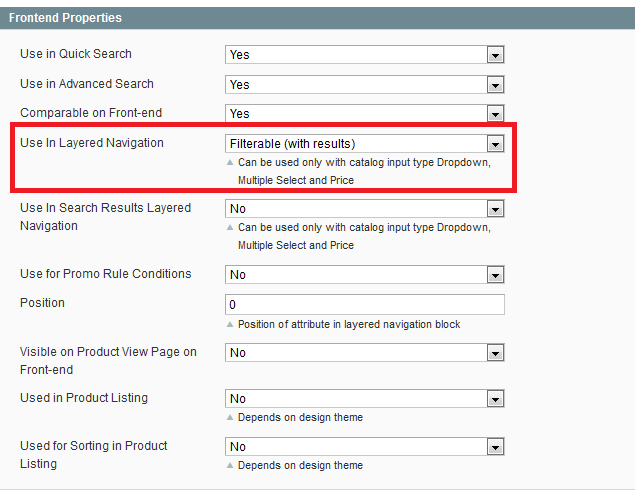 Frontend Properties
Use in Quick Search
Yes
Use in Advanced Search
Yes
Comparable on Front-end
Yes
Use In Layered Navigation
Filterable (with results)
Can be used only with catalog input type Dropdown,
Multiple Select and Price
Use In Search Results Layered
Navigation
No
Can be used only with catalog input type Dropdown,
Multiple Select and Price
Use for Promo Rule Conditions
No
Position
0
Position of attribute in layered navigation block
Visible on Product View Page on
Front-end
No
Used in Product Listing
No
Depends on design theme
Used for Sorting in Product
Listing
No
Depends on design theme